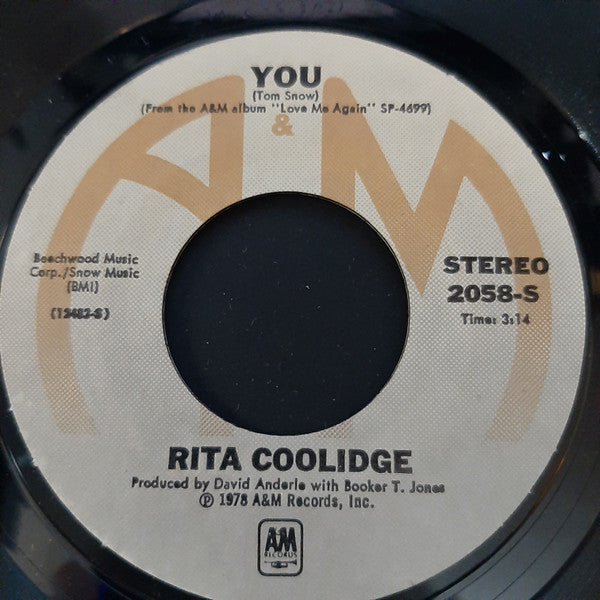 YOU
(Tom Snow)
(From the A&M album "Love Me Again" SP-4699)
A&M
Beechwood Music
Corp./Snow Music
(BMI)
STEREO
2058-S
Time: 3:14
RITA COOLIDGE
Produced by David Anderle with Booker T. Jones
℗ 1978 A&M Records, Inc.
A&M
RECORDS